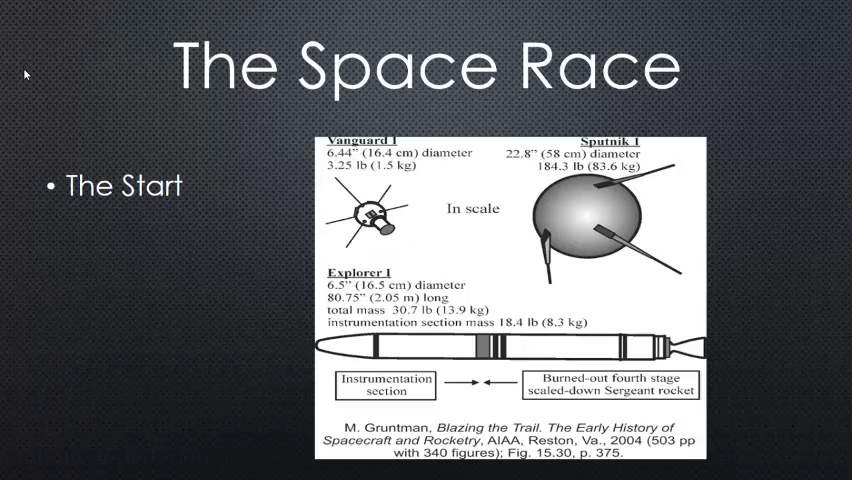 The Space Race
• The Start
Vanguard I
6.44” (16.4 cm) diameter
3.25 lb (1.5 kg)
Sputnik 1
22.8” (58 cm) diameter
184.3 lb (83.6 kg)
In scale
Explorer I
6.5” (16.5 cm) diameter
80.75” (2.05 m) long
total mass 30.7 lb (13.9 kg)
instrumentation section mass 18.4 lb (8.3 kg)
Instrumentation
section
Burned-out fourth stage
scaled-down Sergeant rocket
M. Gruntman, Blazing the Trail. The Early History of
Spacecraft and Rocketry, AIAA, Reston, Va., 2004 (503 pp
with 340 figures); Fig. 15.30, p. 375.